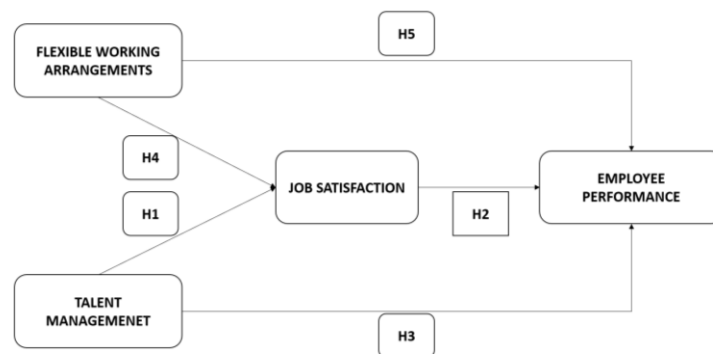 FLEXIBLE WORKING
ARRANGEMENTS
H5
H4
JOB SATISFACTION
H2
EMPLOYEE
PERFORMANCE
H1
TALENT
MANAGEMENET
H3